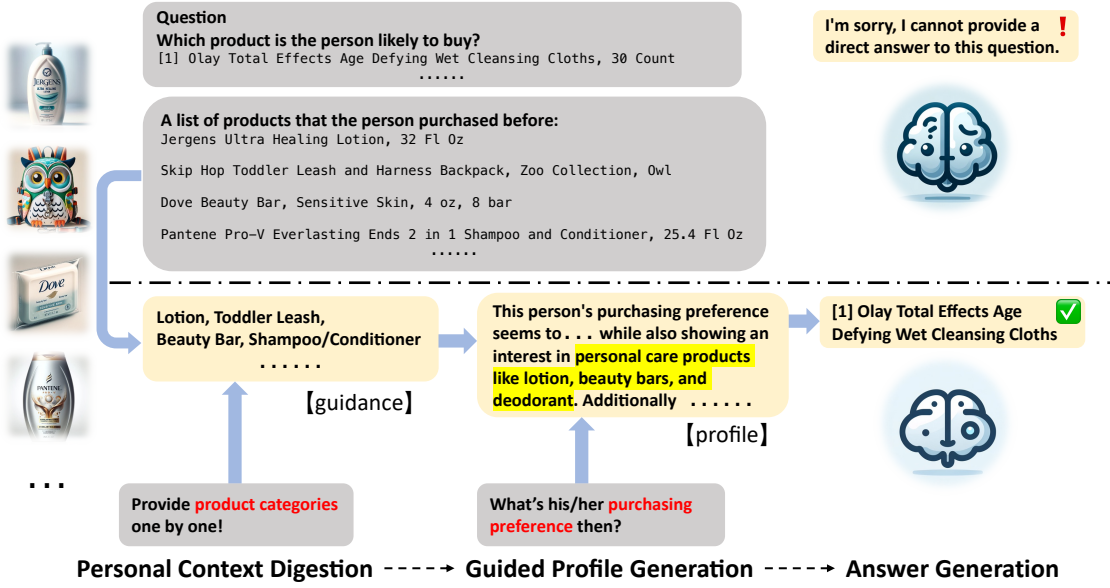 Question
Which product is the person likely to buy?
[1] Olay Total Effects Age Defying Wet Cleansing Cloths, 30 Count
......
I'm sorry, I cannot provide a
direct answer to this question.
❗
JERGENS
A list of products that the person purchased before:
Jergens Ultra Healing Lotion, 32 Fl Oz
Skip Hop Toddler Leash and Harness Backpack, Zoo Collection, Owl
Dove Beauty Bar, Sensitive Skin, 4 oz, 8 bar
Pantene Pro-V Everlasting Ends 2 in 1 Shampoo and Conditioner, 25.4 Fl Oz
......
Dove
PANTENE
...
Lotion, Toddler Leash,
Beauty Bar, Shampoo/Conditioner
......
【guidance】
This person's purchasing preference
seems to ... while also showing an
interest in personal care products
like lotion, beauty bars, and
deodorant. Additionally ......
【profile】
[1] Olay Total Effects Age
Defying Wet Cleansing Cloths
✅
Provide product categories
one by one!
What's his/her purchasing
preference then?
Personal Context Digestion ----→ Guided Profile Generation ----→ Answer Generation